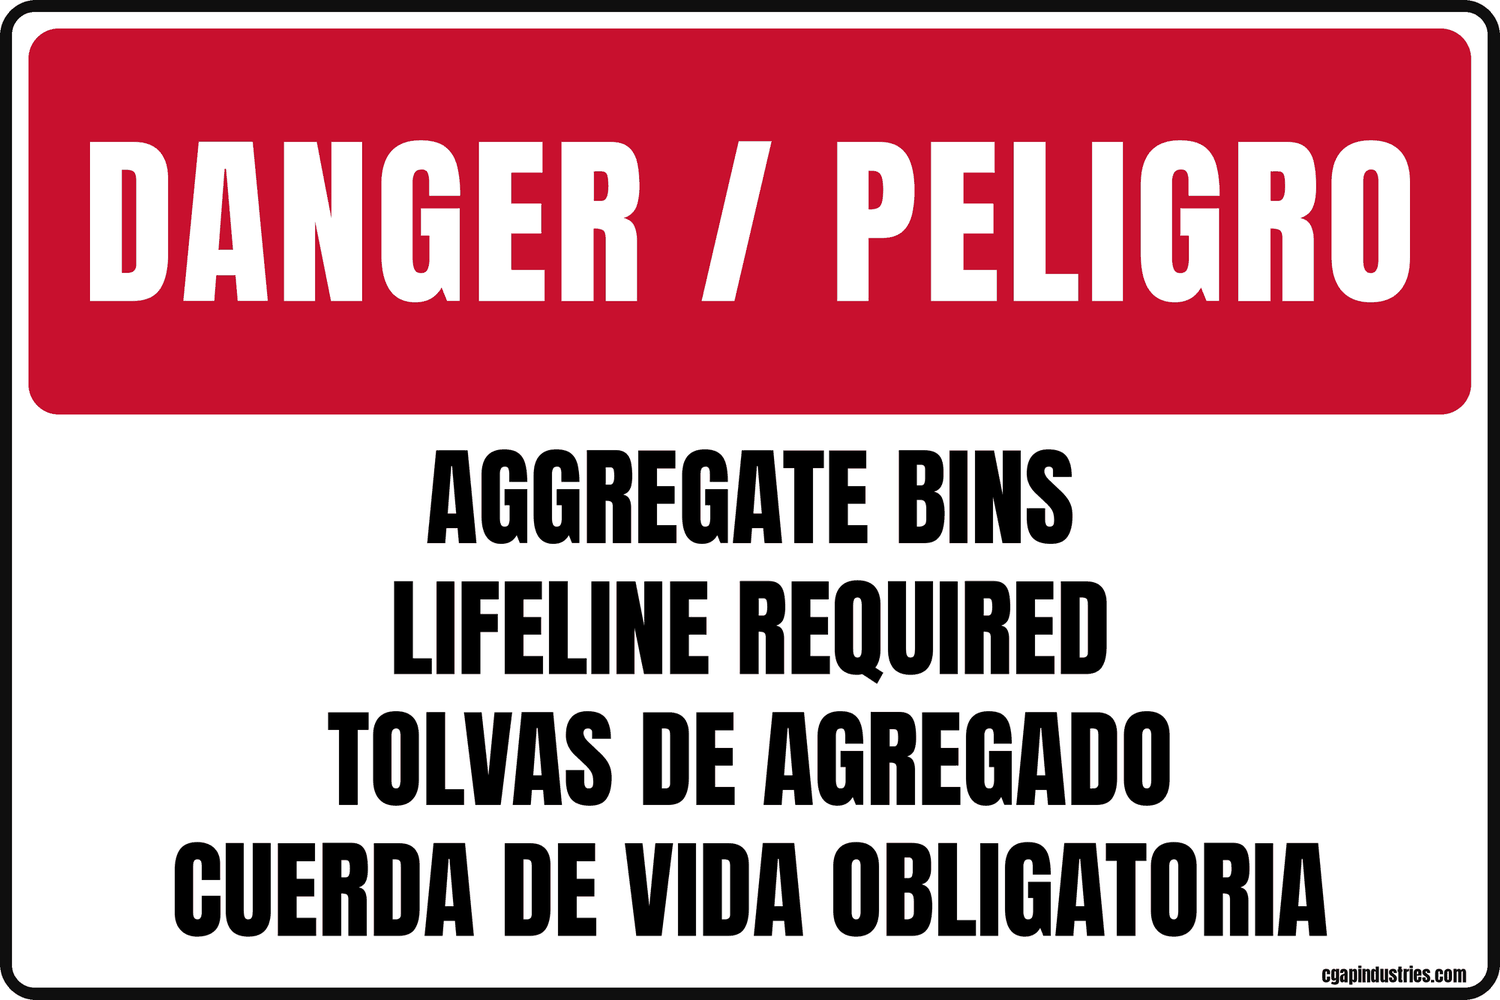 DANGER / PELIGRO
AGGREGATE BINS
LIFELINE REQUIRED
TOLVAS DE AGREGADO
CUERDA DE VIDA OBLIGATORIA
cgapindustries.com